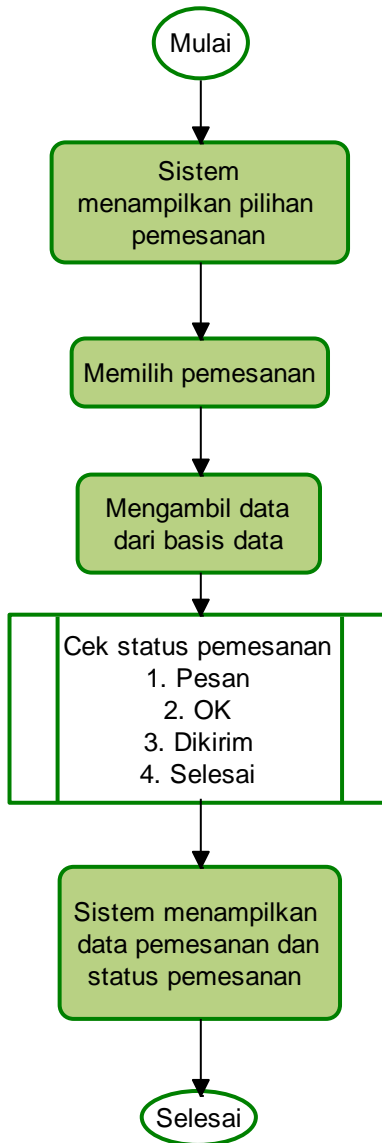 Mulai
Sistem
menampilkan pilihan
pemesanan
Memilih pemesanan
Mengambil data
dari basis data
Cek status pemesanan
1. Pesan
2. OK
3. Dikirim
4. Selesai
Sistem menampilkan
data pemesanan dan
status pemesanan
Selesai